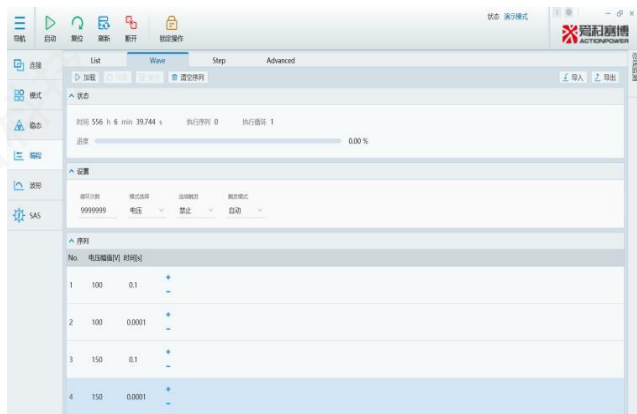 状态 演示模式
导航 启动 复位 刷新 断开 锁定操作
爱科赛博
ACTIONPOWER
连接
模式
稳态
编程
波形
SAS
List Wave Step Advanced
加载 清空序列 导入 导出
状态
时间 556 h 6 min 39.744 s 执行序列 0 执行循环 1
进度 0.00 %
设置
循环次数 模式选择 连续触发 触发模式
9999999 电压 禁止 自动
序列
No. 电压幅值[V] 时间[s]
1 100 0.1
2 100 0.0001
3 150 0.1
4 150 0.0001